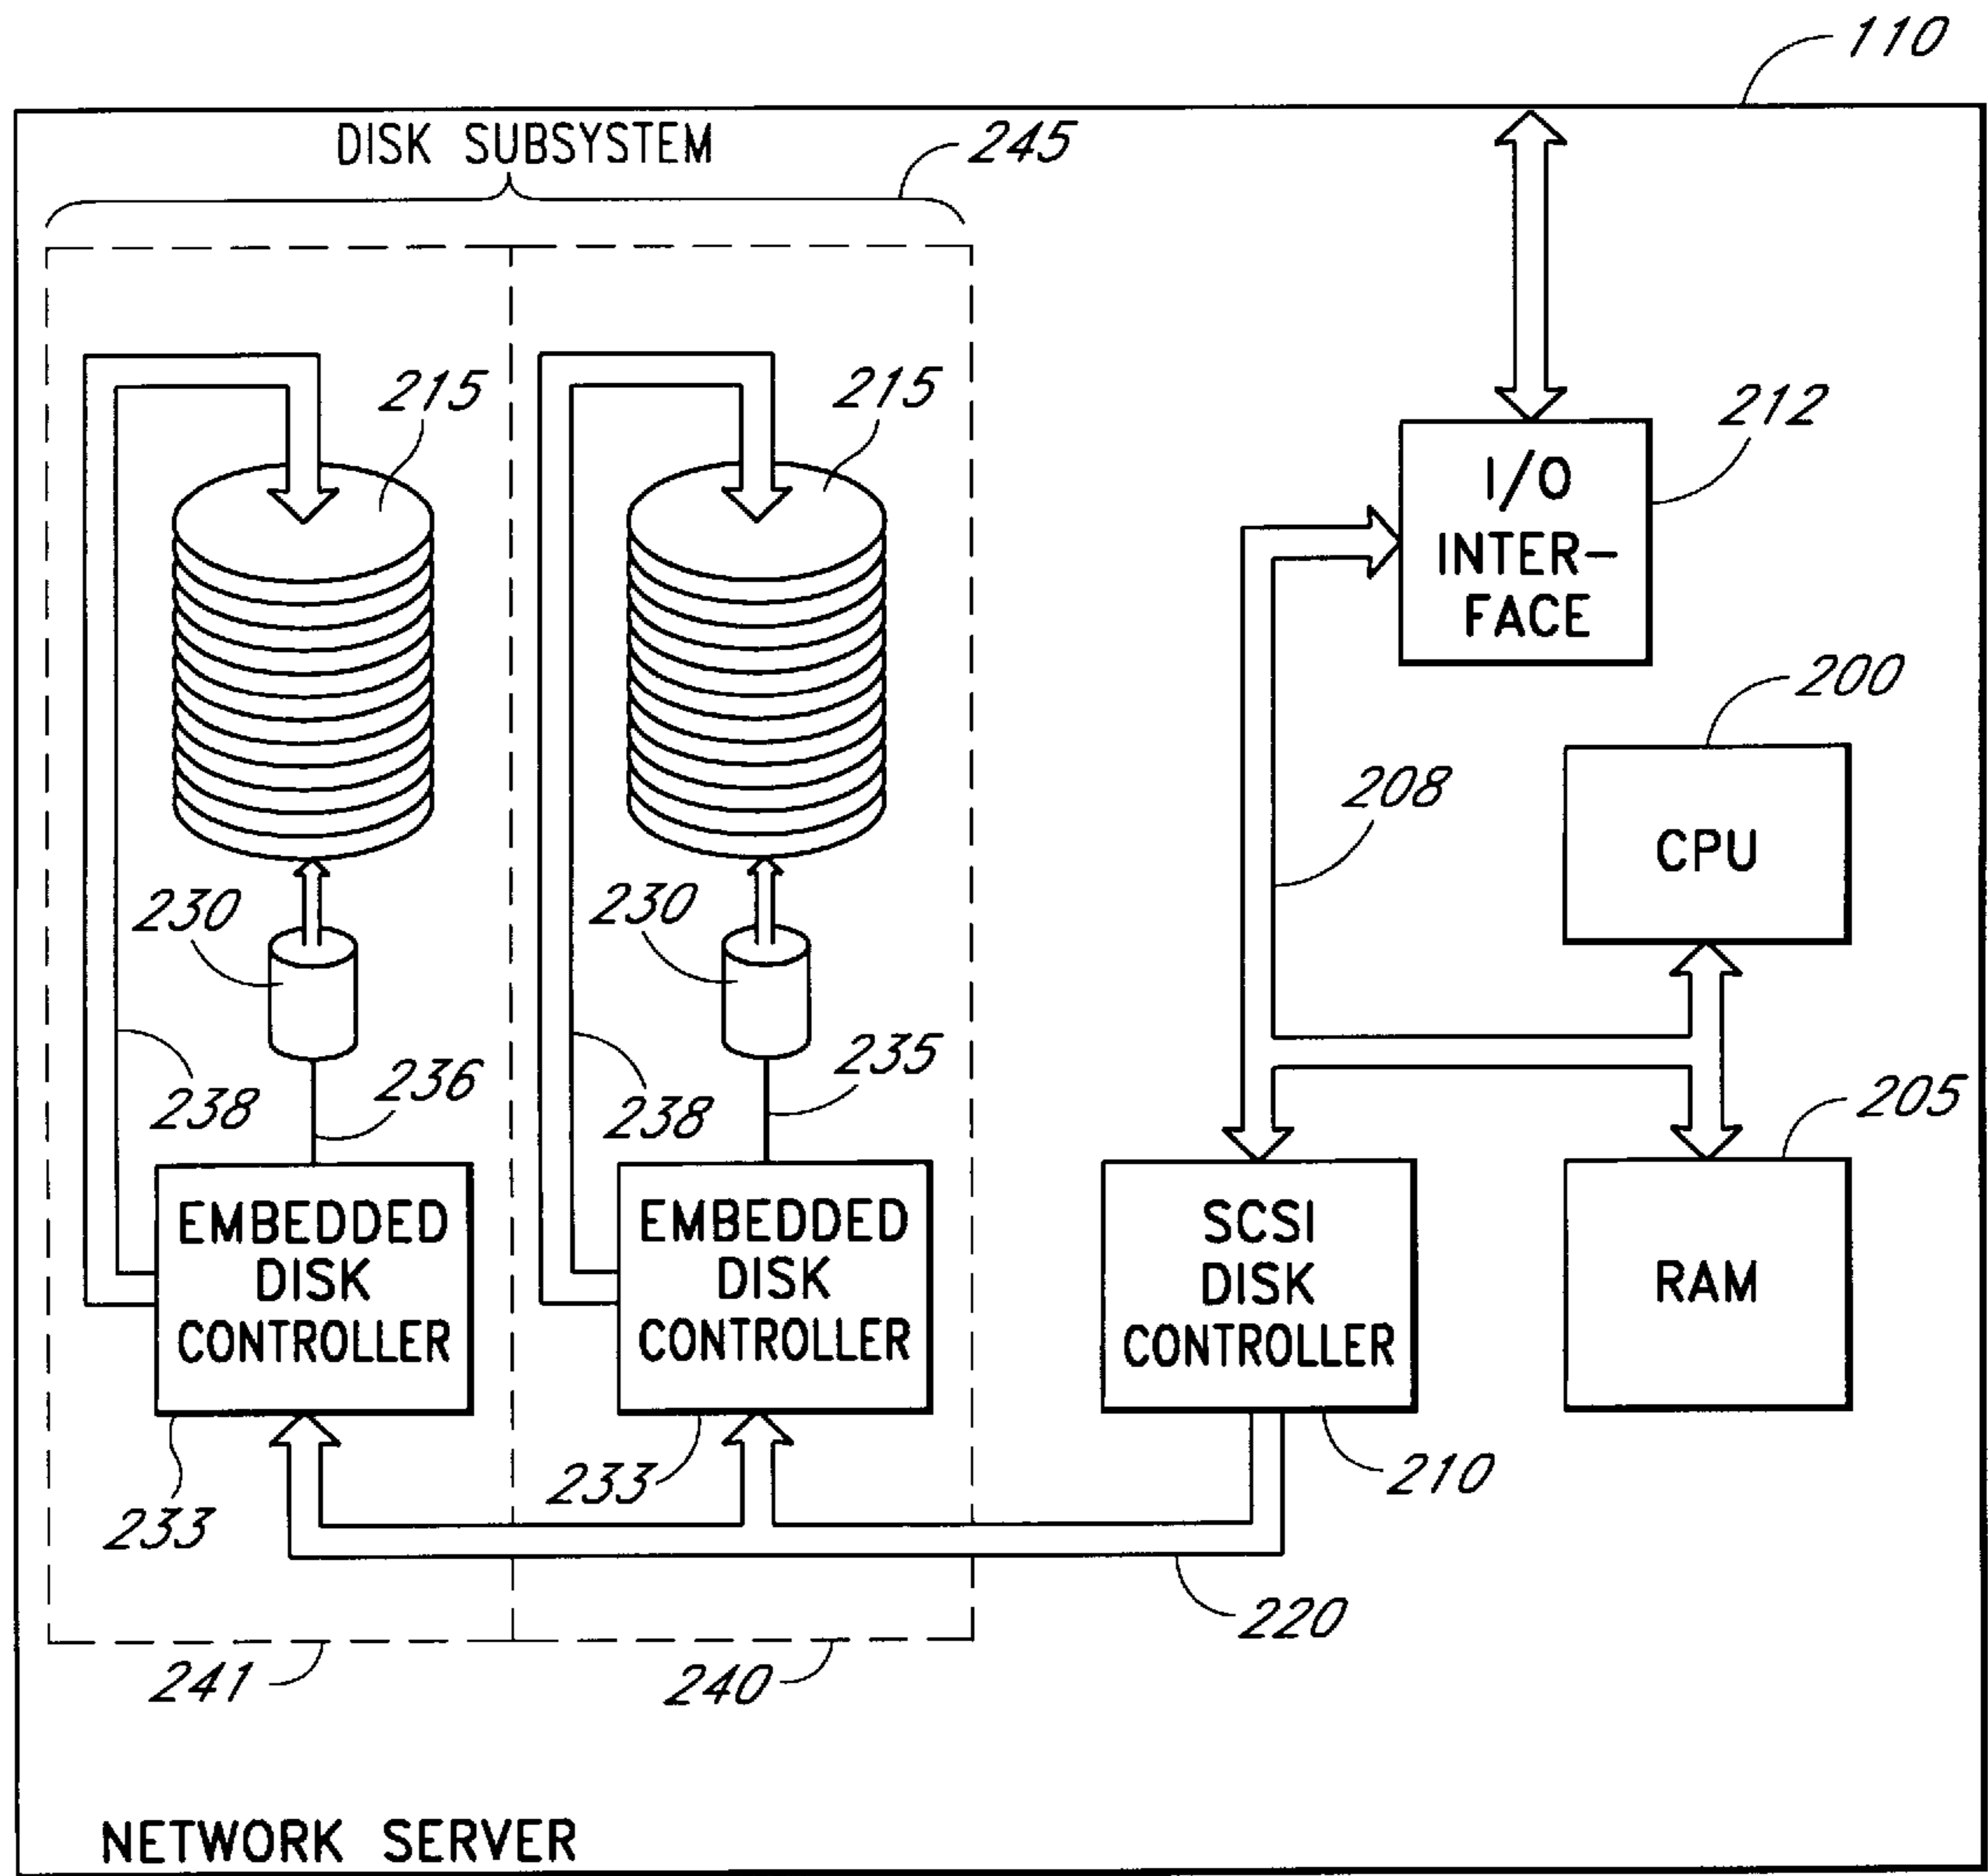 110
DISK SUBSYSTEM
245
215
215
212
I/O
INTER-
FACE
200
208
CPU
230
230
238
236
238
235
205
EMBEDDED
DISK
CONTROLLER
EMBEDDED
DISK
CONTROLLER
SCSI
DISK
CONTROLLER
RAM
233
233
210
220
241
240
NETWORK SERVER